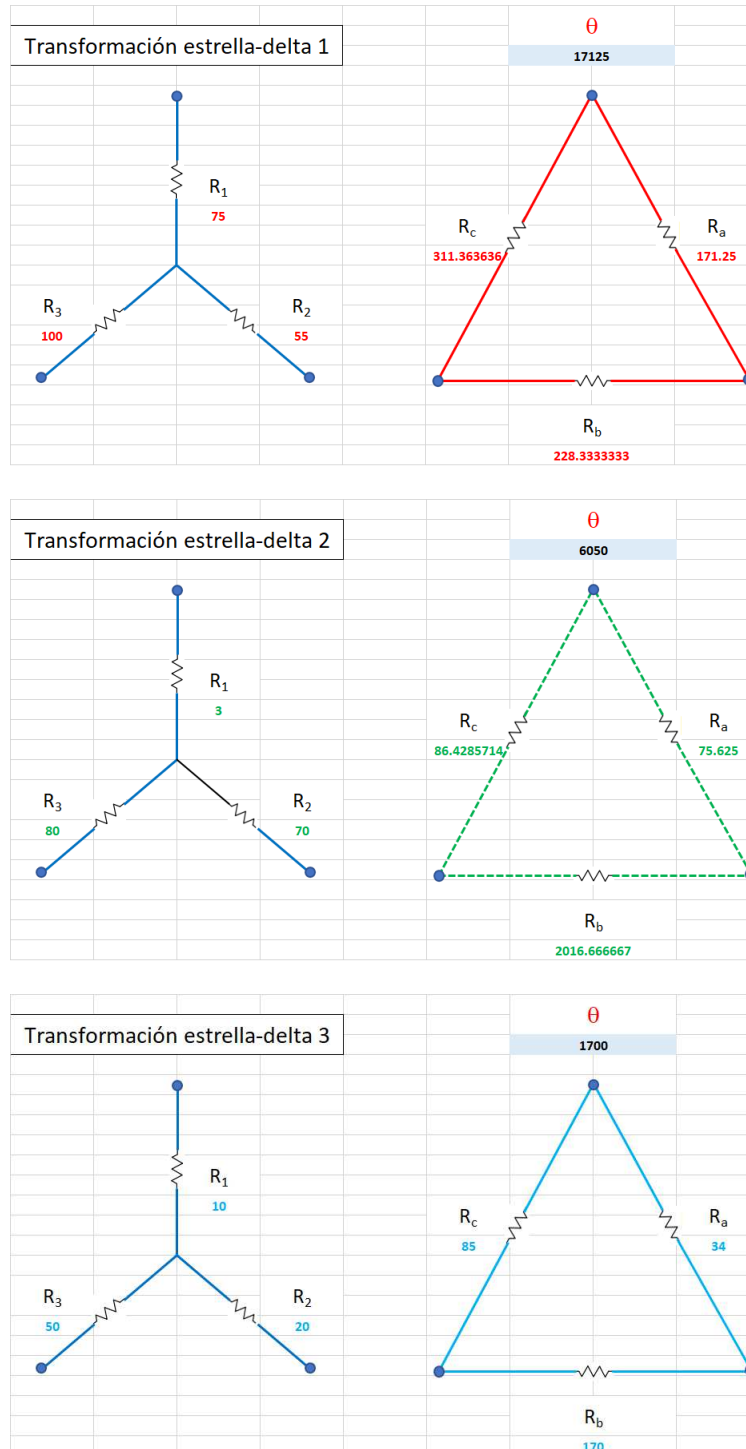 Transformación estrella-delta 1
θ
17125
R1
75
R3
100
R2
55
Rc
311.363636
Ra
171.25
Rb
228.3333333
Transformación estrella-delta 2
θ
6050
R1
3
R3
80
R2
70
Rc
86.4285714
Ra
75.625
Rb
2016.666667
Transformación estrella-delta 3
θ
1700
R1
10
R3
50
R2
20
Rc
85
Ra
34
Rb
170